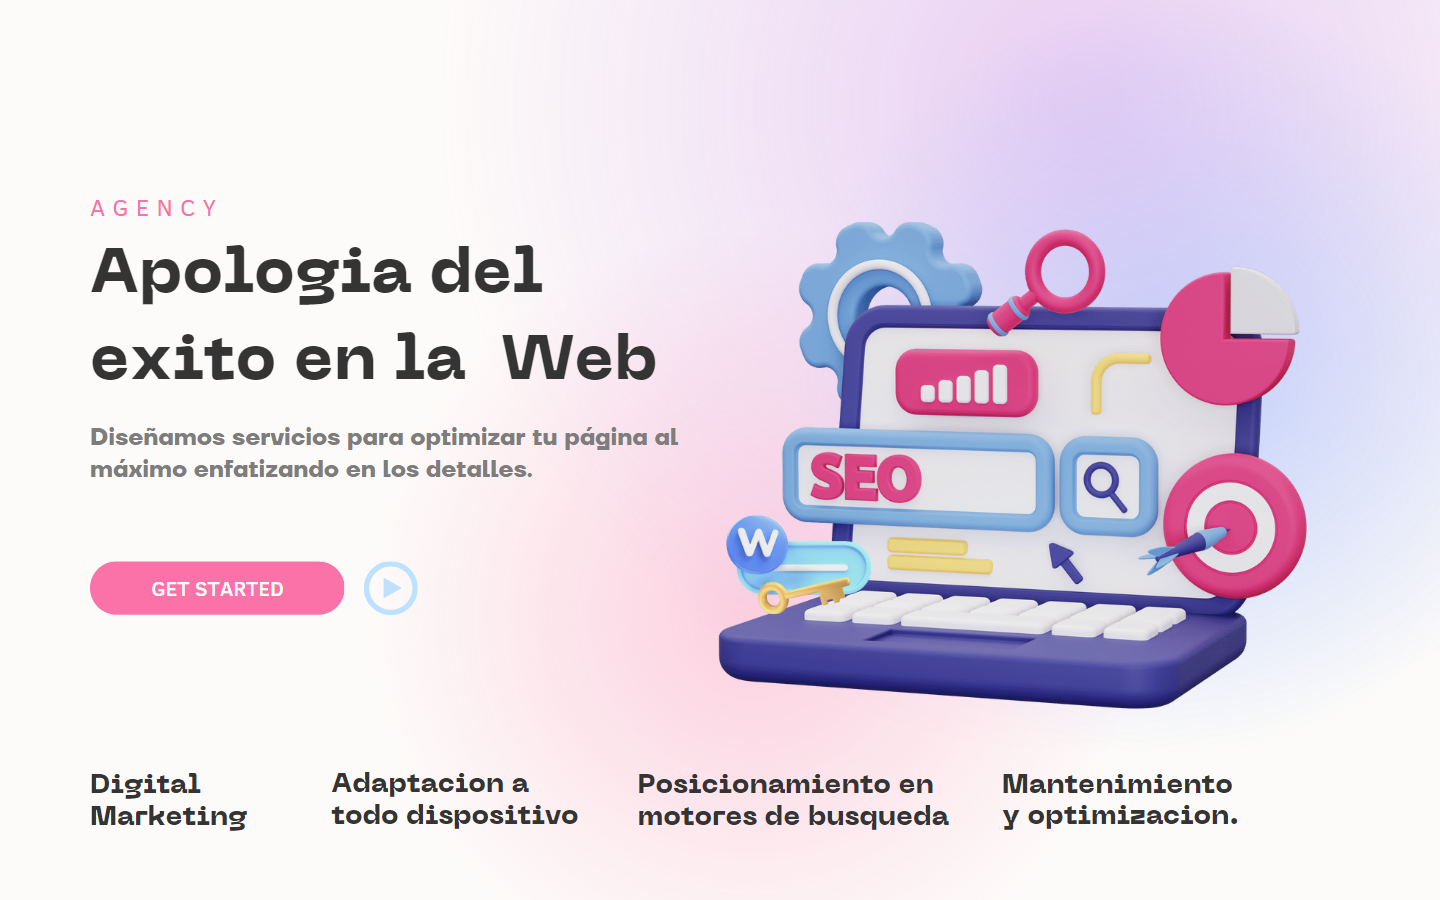 AGENCY
Apologia del
exito en la  Web
Diseñamos servicios para optimizar tu página al
máximo enfatizando en los detalles.
SEO
W
GET STARTED
Digital
Marketing
Adaptacion a
todo dispositivo
Posicionamiento en
motores de busqueda
Mantenimiento
y optimizacion.